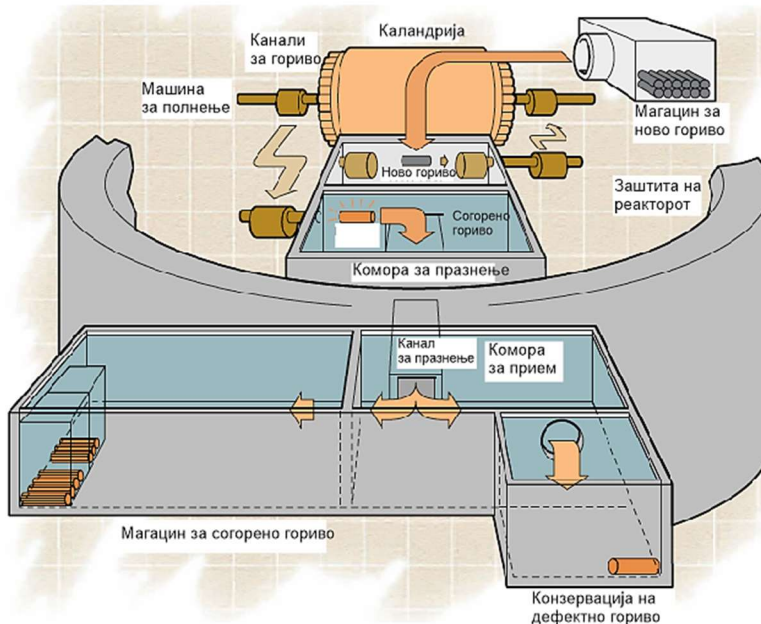 Канали
за гориво
Каландрија
Машина
за полнење
Магацин за
ново гориво
Ново гориво
Заштита на
реакторот
Согорено
гориво
Комора за празнење
Канал
за празнење
Комора
за прием
Магацин за согорено гориво
Конзервација на
дефектно гориво